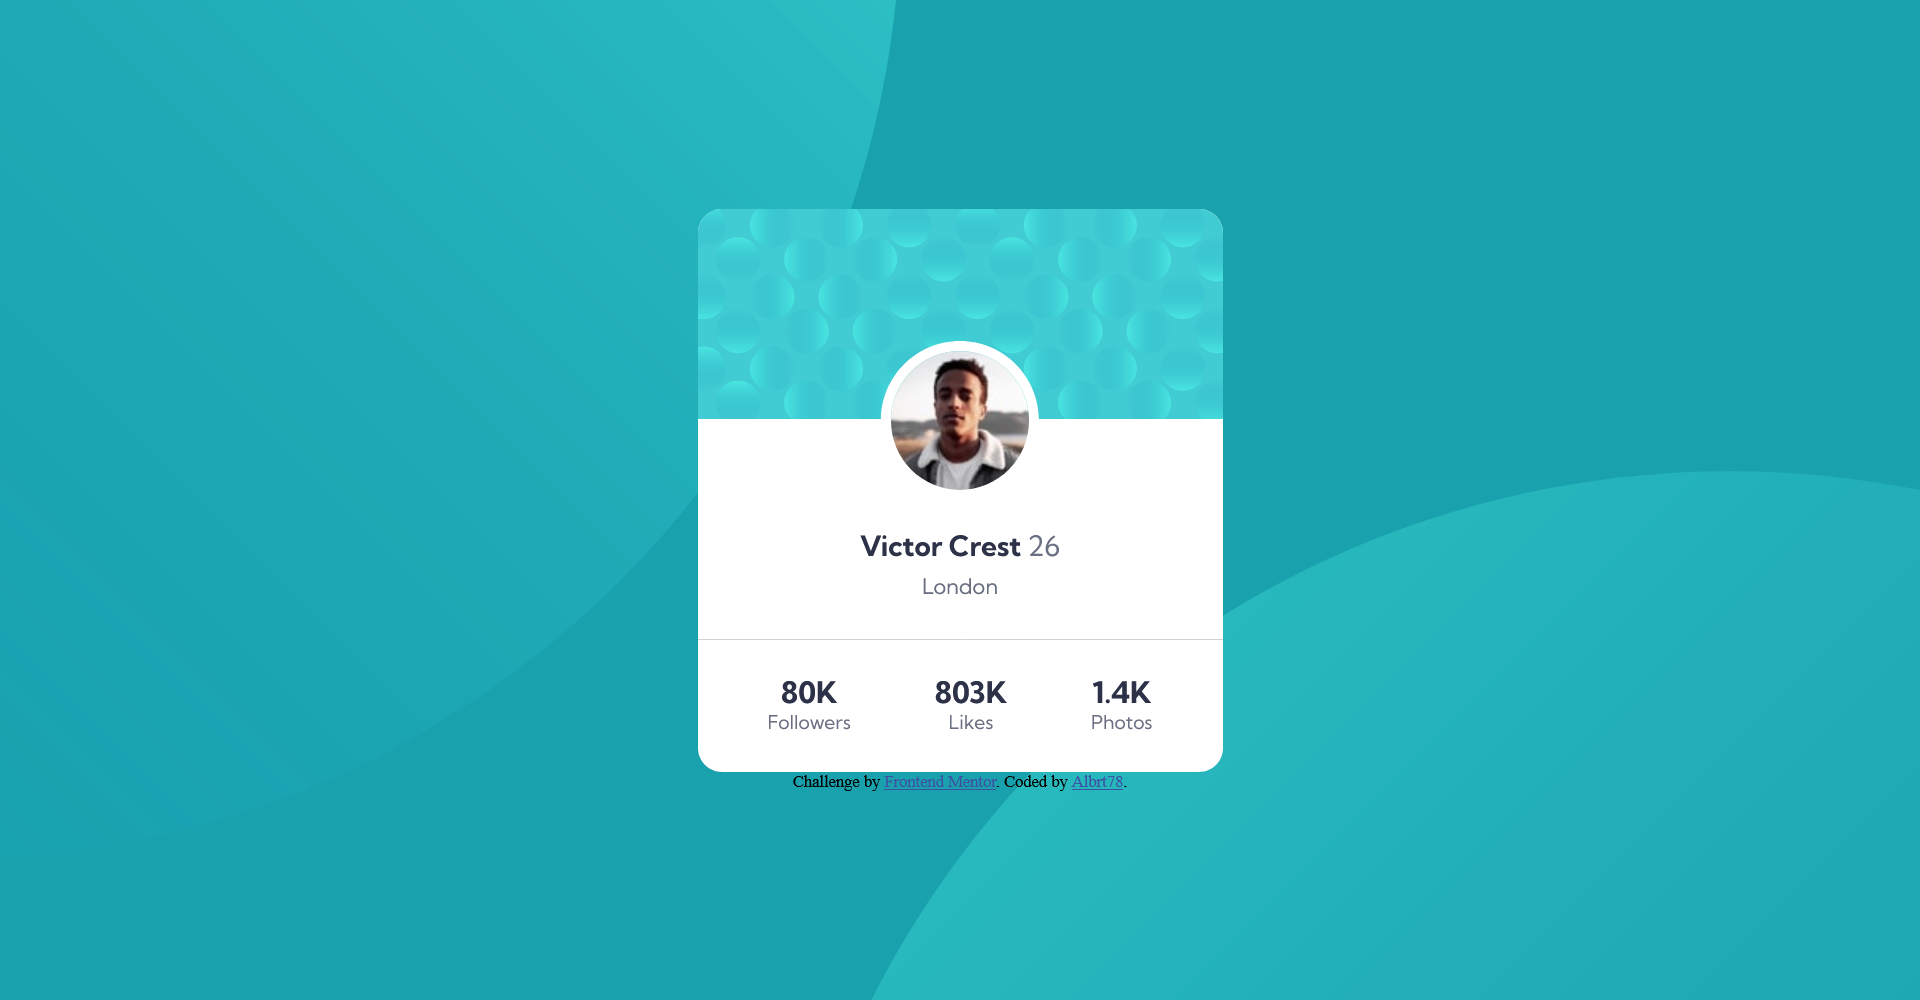 Victor Crest 26
London
80K 803K 1.4K
Followers Likes Photos
Challenge by Frontend Mentor. Coded by Albrt78.